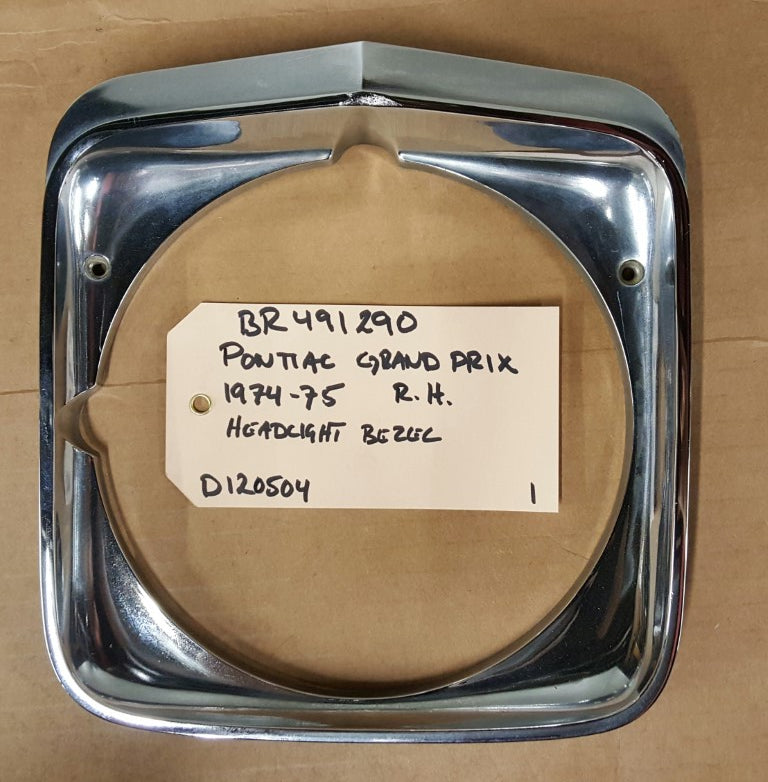 BR491290
PONTIAC GRAND PRIX
1974-75 R.H.
HEADLIGHT BEZEL
D120504 1